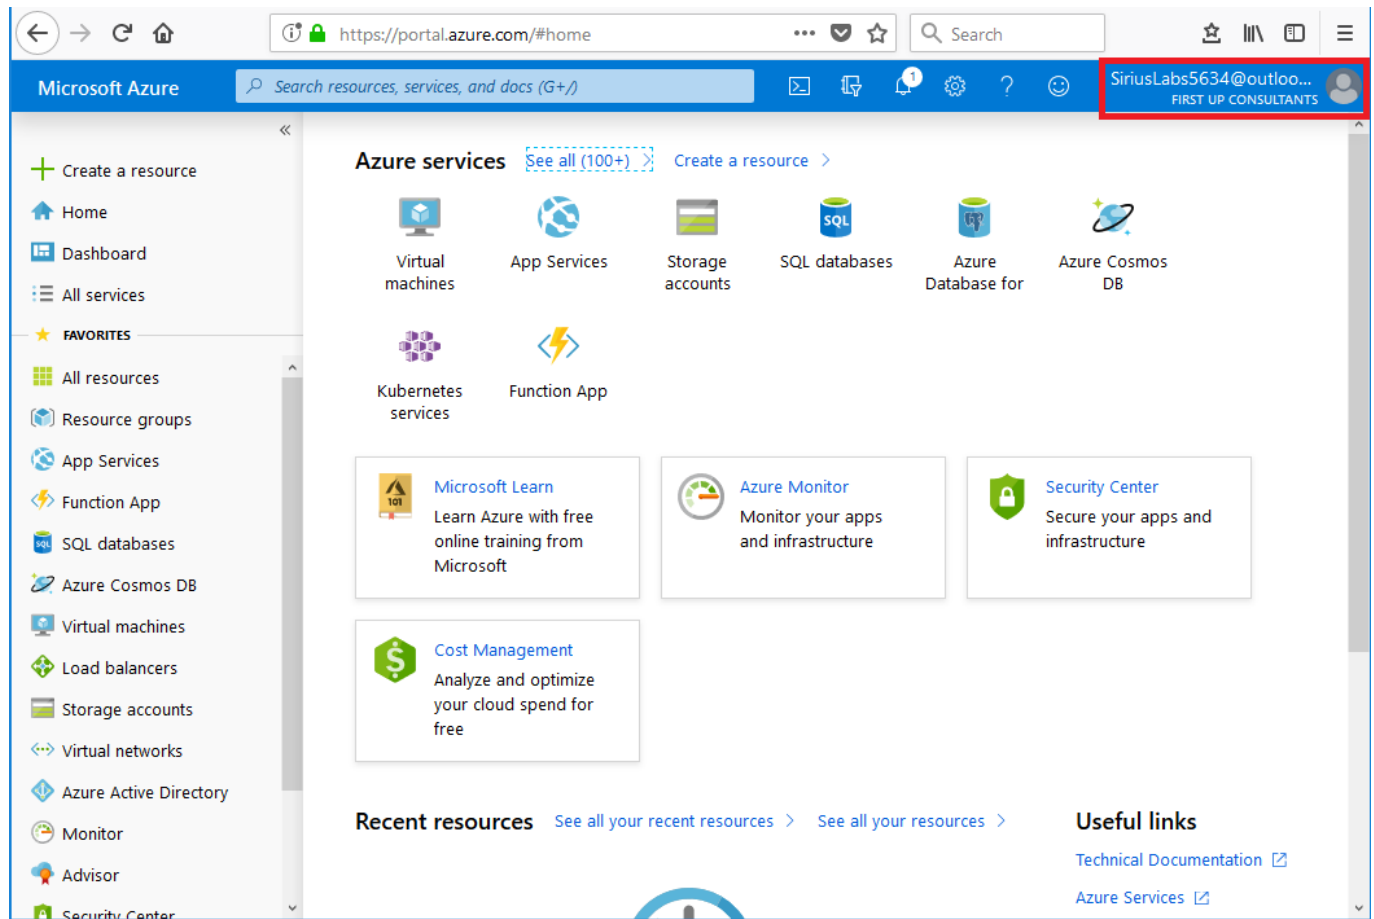 https://portal.azure.com/#home
Search
Microsoft Azure
Search resources, services, and docs (G+/)
1
SiriusLabs5634@outloo...
FIRST UP CONSULTANTS
Create a resource
Home
Dashboard
All services
FAVORITES
All resources
Resource groups
App Services
Function App
SQL
SQL databases
Azure Cosmos DB
Virtual machines
Load balancers
Storage accounts
Virtual networks
Azure Active Directory
Monitor
Advisor
Security Center
Azure services
See all (100+)
Create a resource
Virtual
machines
App Services
Storage
accounts
SQL
SQL databases
Azure
Database for
Azure Cosmos
DB
Kubernetes
services
Function App
101
Microsoft Learn
Learn Azure with free
online training from
Microsoft
Azure Monitor
Monitor your apps
and infrastructure
Security Center
Secure your apps and
infrastructure
Cost Management
Analyze and optimize
your cloud spend for
free
Recent resources
See all your recent resources
See all your resources
Useful links
Technical Documentation
Azure Services